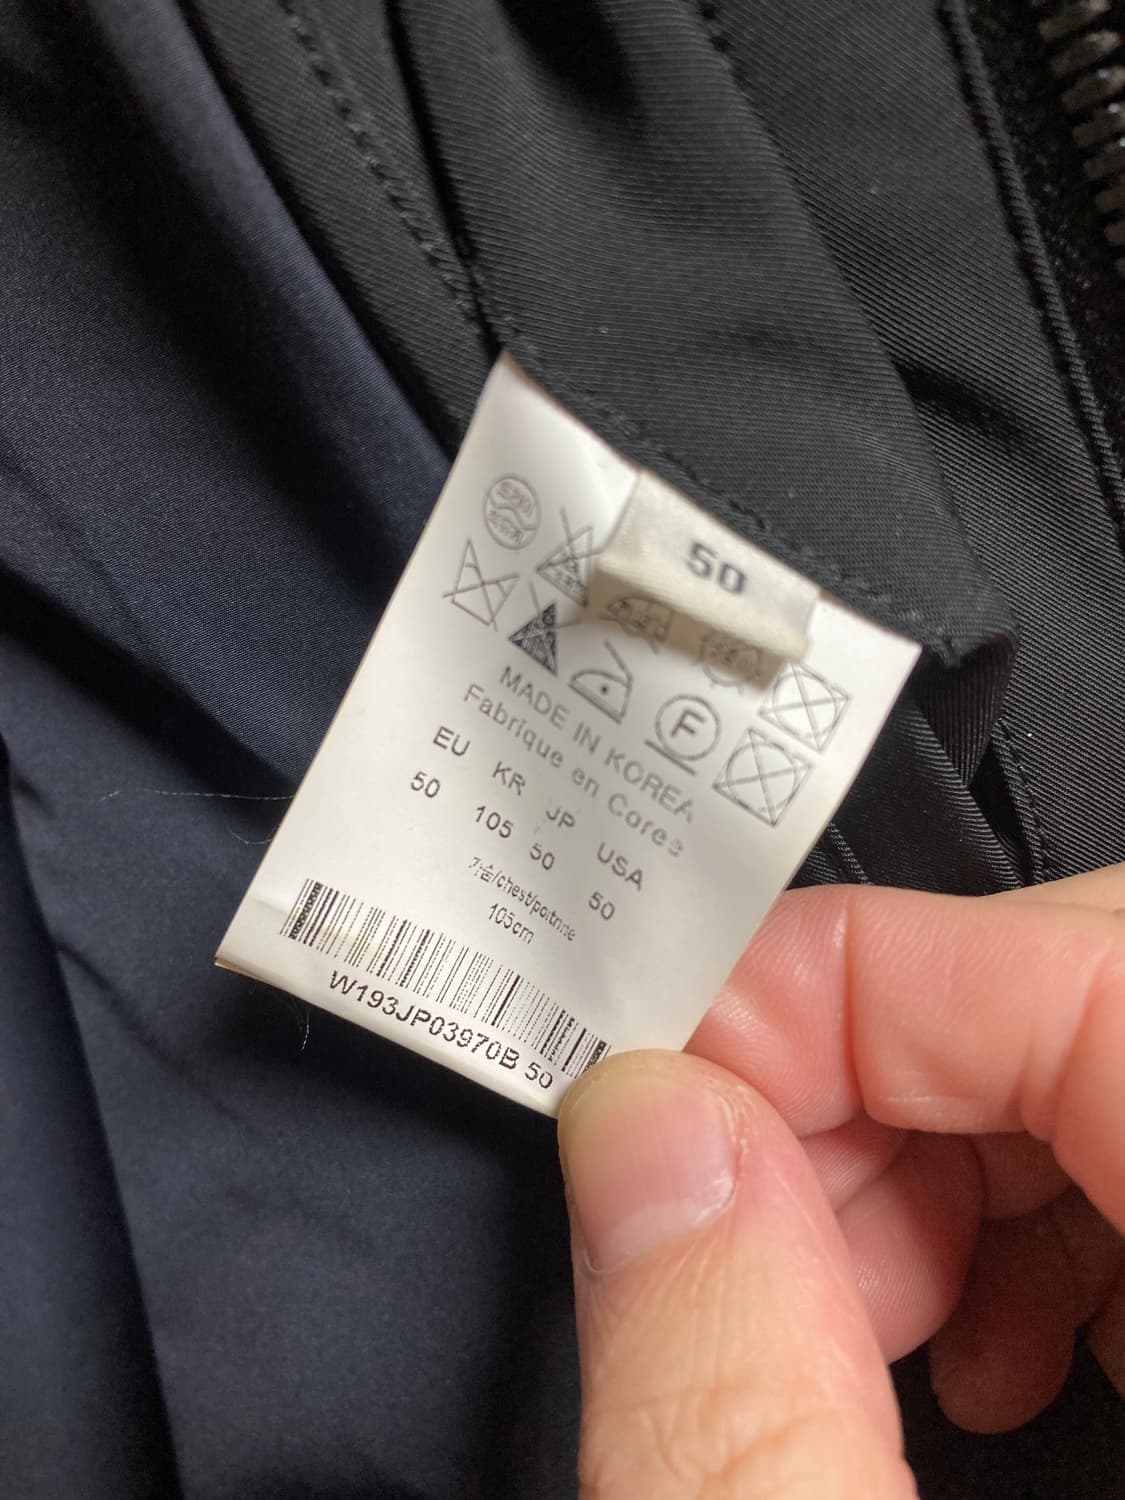 50
F
MADE IN KOREA
Fabrique en Coree
EU KR JP USA
50 105 50 50
가슴/chest/poitrine
105cm
W193JP03970B 50